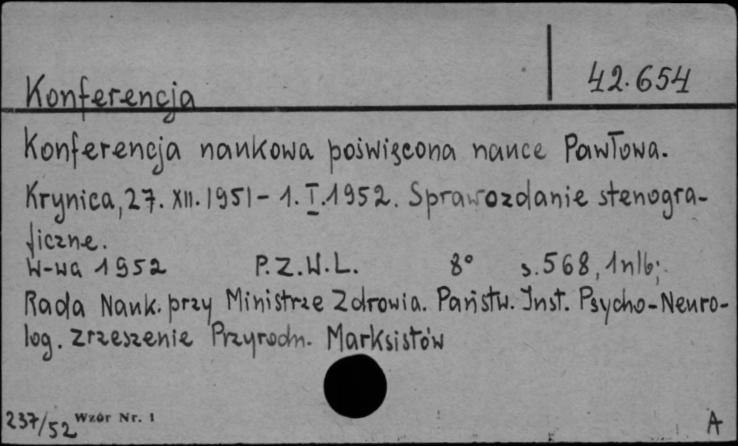 42.654
Konferencja
Konferencja naukowa poświęcona nauce Pawłowa.
Krynica, 27. XII. 1951 - 1. I. 1952. Sprawozdanie stenogra-
ficzne.
W-wa 1952 P.Z.W.L. 8° s. 568, 1 nlb;
Rada Nauk. przy Ministrze Zdrowia. Państw. Inst. Psycho-Neuro-
log. Zrzeszenie Przyrodn. Marksistów
237/52 Wzór Nr. 1 A